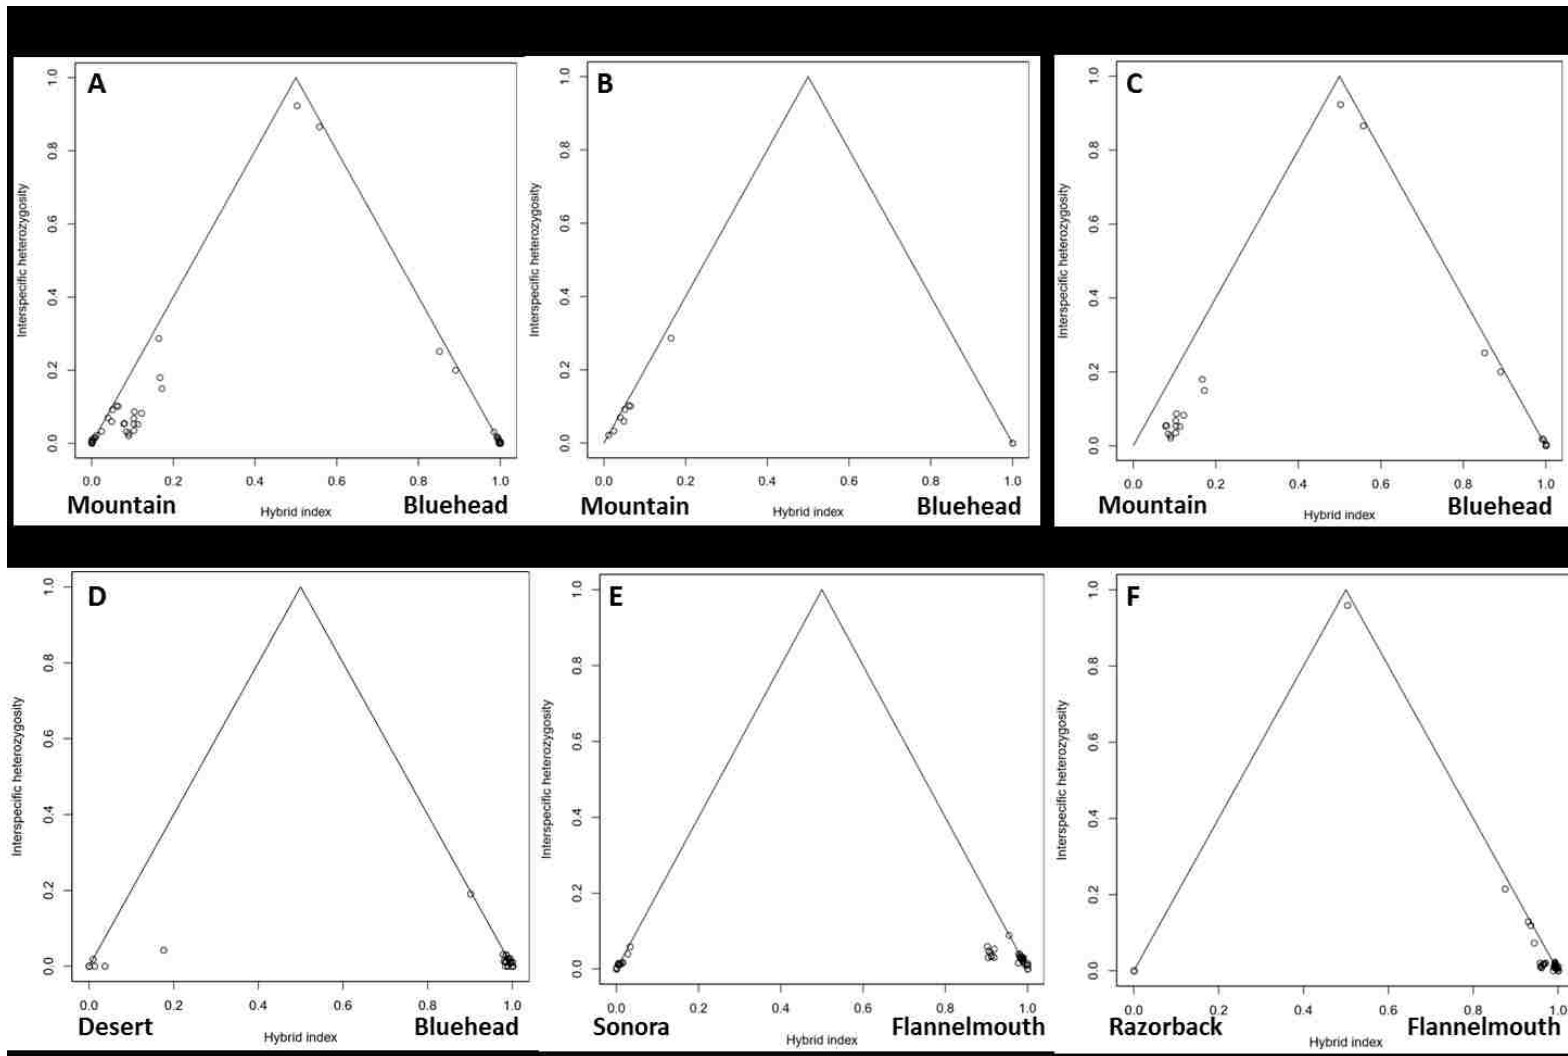 A
1.0
0.8
0.6
0.4
0.2
0.0
Interspecific heterozygosity
0.0 0.2 0.4 0.6 0.8 1.0
Mountain Bluehead
Hybrid index
B
1.0
0.8
0.6
0.4
0.2
0.0
Interspecific heterozygosity
0.0 0.2 0.4 0.6 0.8 1.0
Mountain Bluehead
Hybrid index
C
1.0
0.8
0.6
0.4
0.2
0.0
Interspecific heterozygosity
0.0 0.2 0.4 0.6 0.8 1.0
Mountain Bluehead
Hybrid index
D
1.0
0.8
0.6
0.4
0.2
0.0
Interspecific heterozygosity
0.0 0.2 0.4 0.6 0.8 1.0
Desert Bluehead
Hybrid index
E
1.0
0.8
0.6
0.4
0.2
0.0
Interspecific heterozygosity
0.0 0.2 0.4 0.6 0.8 1.0
Sonora Flannelmouth
Hybrid index
F
1.0
0.8
0.6
0.4
0.2
0.0
Interspecific heterozygosity
0.0 0.2 0.4 0.6 0.8 1.0
Razorback Flannelmouth
Hybrid index